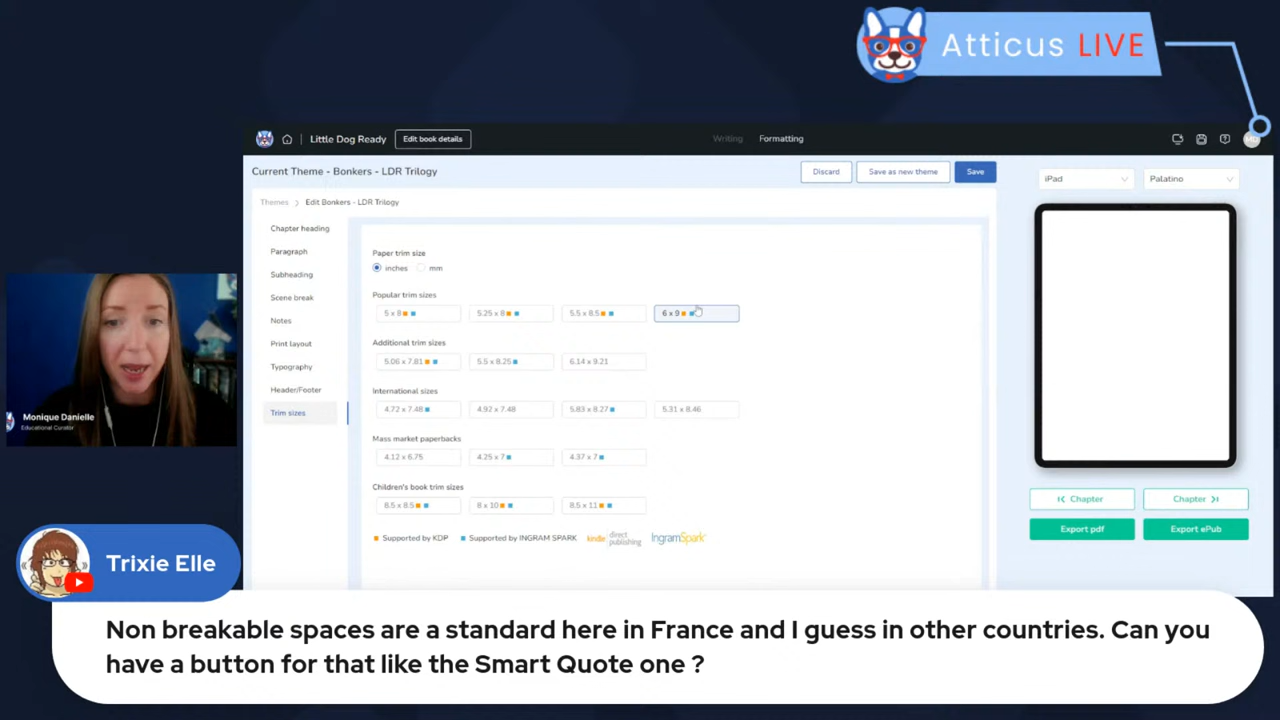 Atticus LIVE
Little Dog Ready
Edit book details
Writing
Formatting
Current Theme - Bonkers - LDR Trilogy
Discard
Save as new theme
Save
iPad
Palatino
Themes
Edit Bonkers - LDR Trilogy
Chapter heading
Paragraph
Subheading
Scene break
Notes
Print layout
Typography
Header/Footer
Trim sizes
Paper trim size
inches mm
Popular trim sizes
5 x 8 5.25 x 8 5.5 x 8.5 6 x 9
Additional trim sizes
5.06 x 7.81 5.5 x 8.25 6.14 x 9.21
International sizes
4.72 x 7.48 4.92 x 7.48 5.83 x 8.27 5.31 x 8.46
Mass market paperbacks
4.12 x 6.75 4.25 x 7 4.37 x 7
Children's book trim sizes
8.5 x 8.5 8 x 10 8.5 x 11
Supported by KDP Supported by INGRAM SPARK kindle direct publishing IngramSpark
Chapter Chapter
Export pdf Export ePub
Monique Danielle
Educational Curator
Trixie Elle
Non breakable spaces are a standard here in France and I guess in other countries. Can you
have a button for that like the Smart Quote one ?